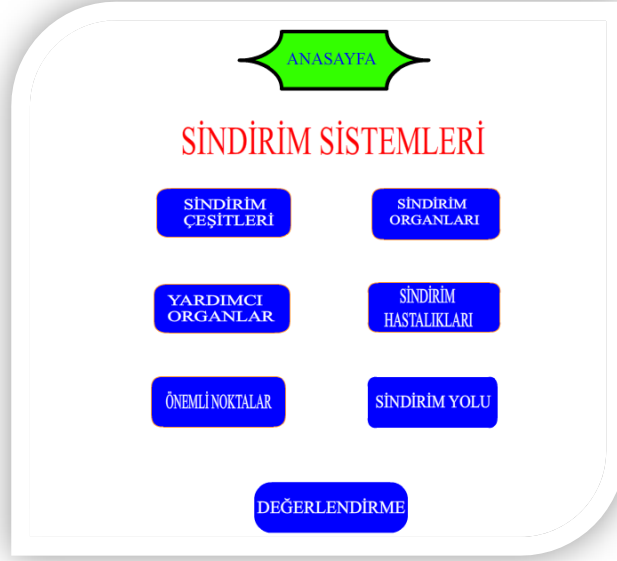 ANASAYFA
SİNDİRİM SİSTEMLERİ
SİNDİRİM
ÇEŞİTLERİ
SİNDİRİM
ORGANLARI
YARDIMCI
ORGANLAR
SİNDİRİM
HASTALIKLARI
ÖNEMLİ NOKTALAR
SİNDİRİM YOLU
DEĞERLENDİRME